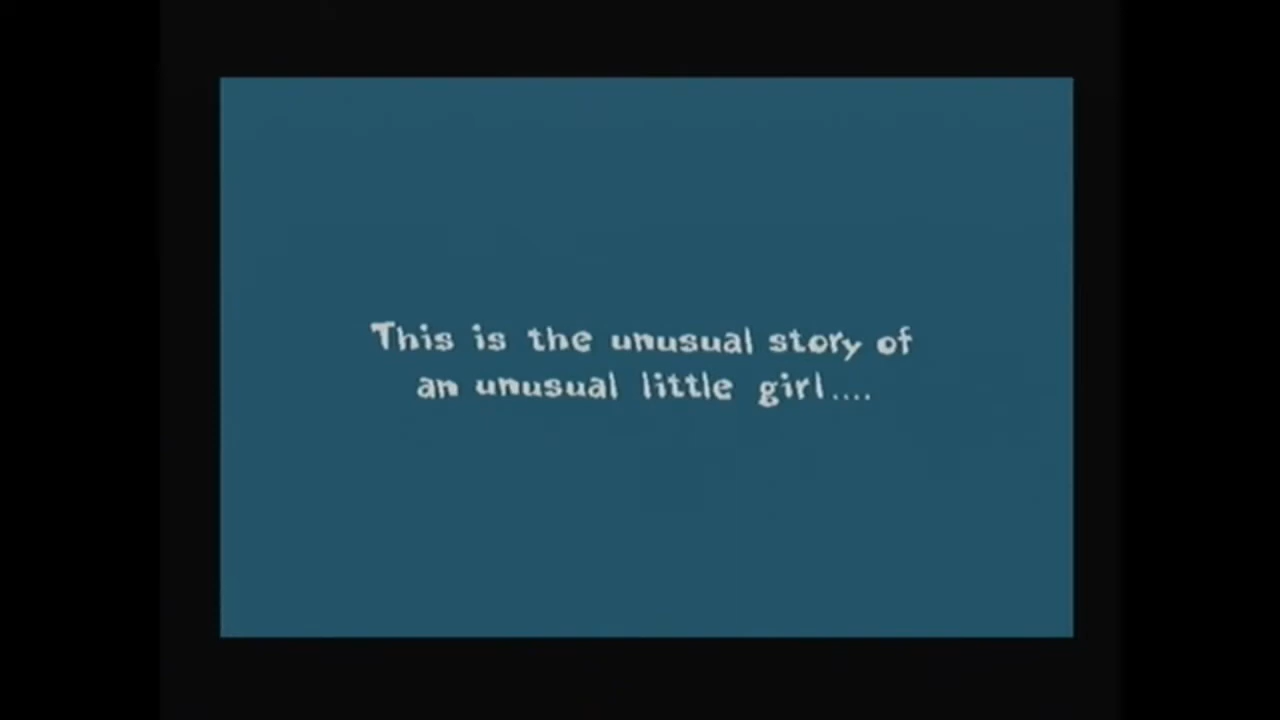 This is the unusual story of
an unusual little girl....